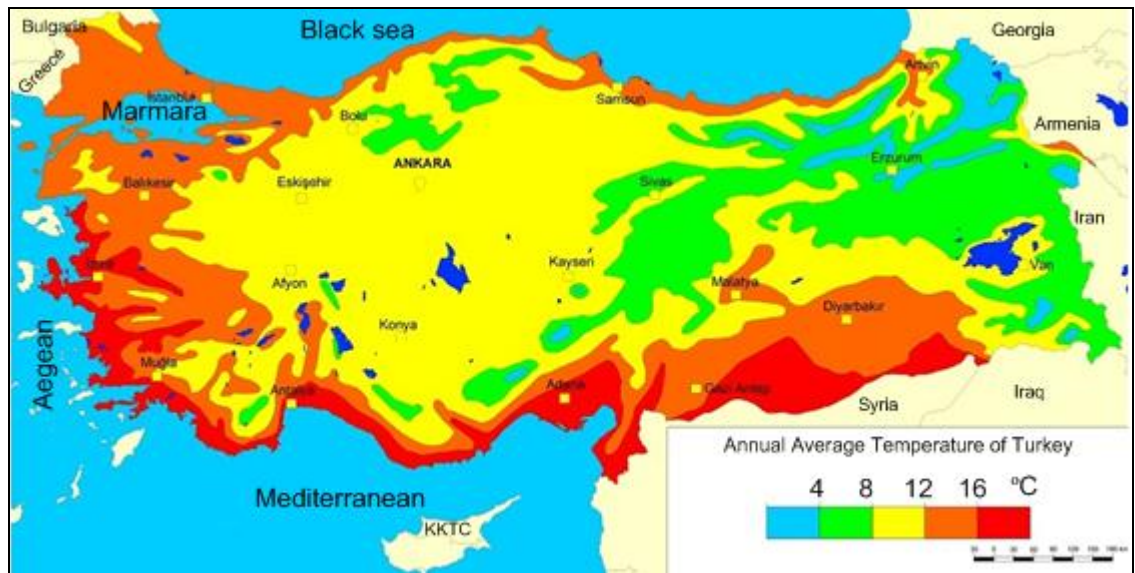 Bulgaria
Black sea
Georgia
Greece
Artvin
İstanbul
Marmara
Samsun
Bolu
Armenia
ANKARA
Erzurum
Balıkesir
Eskişehir
Sivas
Iran
İzmir
Afyon
Kayseri
Van
Malatya
Diyarbakır
Konya
Aegean
Muğla
Antalya
Adana
Gazi Antep
Syria
Iraq
Annual Average Temperature of Turkey
4 8 12 16 ºC
Mediterranean
KKTC